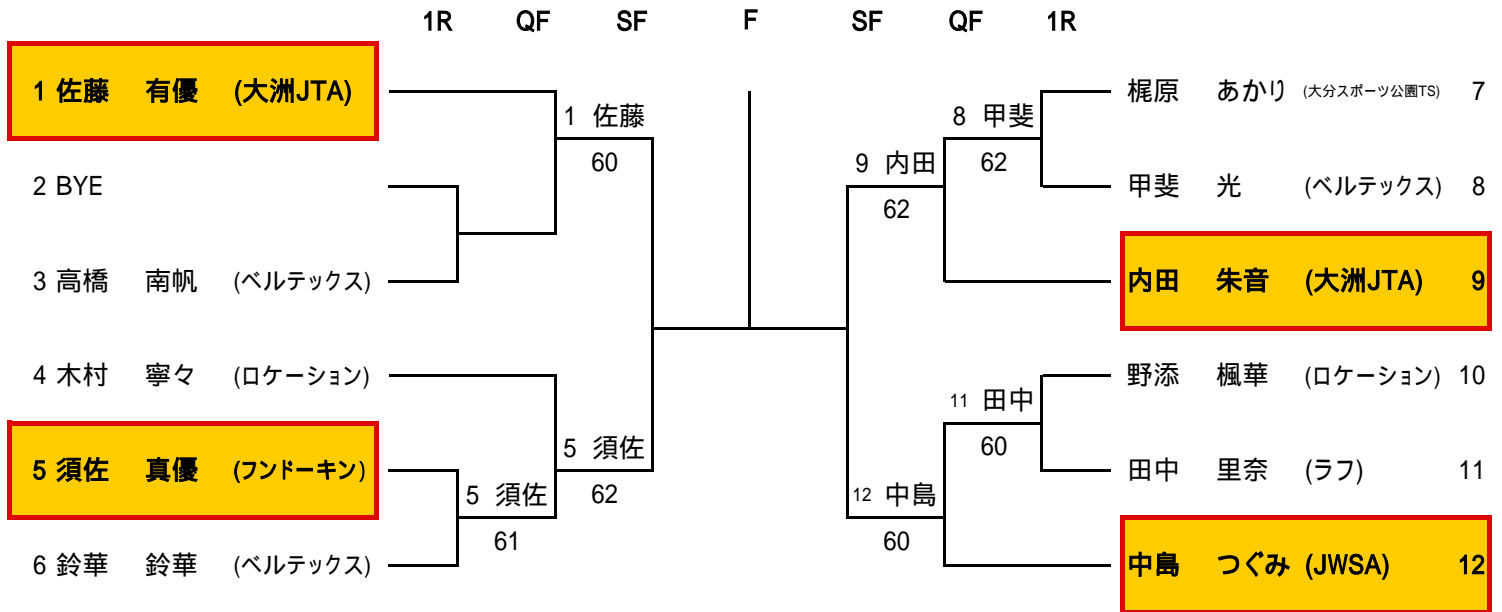 1R QF SF F SF QF 1R
1 佐藤 有優 (大洲JTA)
2 BYE
3 高橋 南帆 (ベルテックス)
4 木村 寧々 (ロケーション)
5 須佐 真優 (フンドーキン)
6 鈴華 鈴華 (ベルテックス)
1 佐藤
60
5 須佐
62
5 須佐
61
9 内田
62
12 中島
60
8 甲斐
62
11 田中
60
梶原 あかり (大分スポーツ公園TS) 7
甲斐 光 (ベルテックス) 8
内田 朱音 (大洲JTA) 9
野添 楓華 (ロケーション) 10
田中 里奈 (ラフ) 11
中島 つぐみ (JWSA) 12